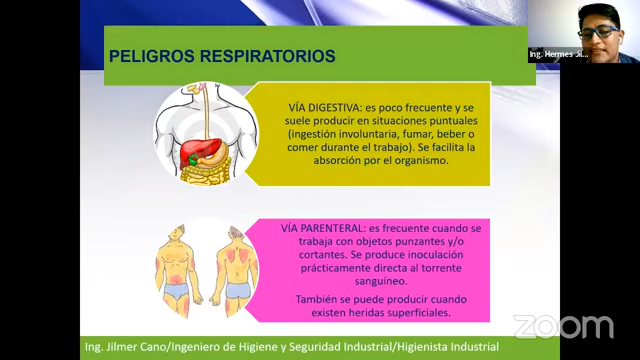 Ing. Hermes Jil...
PELIGROS RESPIRATORIOS
VÍA DIGESTIVA: es poco frecuente y se
suele producir en situaciones puntuales
(ingestión involuntaria, fumar, beber o
comer durante el trabajo). Se facilita la
absorción por el organismo.
VÍA PARENTERAL: es frecuente cuando se
trabaja con objetos punzantes y/o
cortantes. Se produce inoculación
prácticamente directa al torrente
sanguíneo.
También se puede producir cuando
existen heridas superficiales.
zoom
Ing. Jilmer Cano/Ingeniero de Higiene y Seguridad Industrial/Higienista Industrial